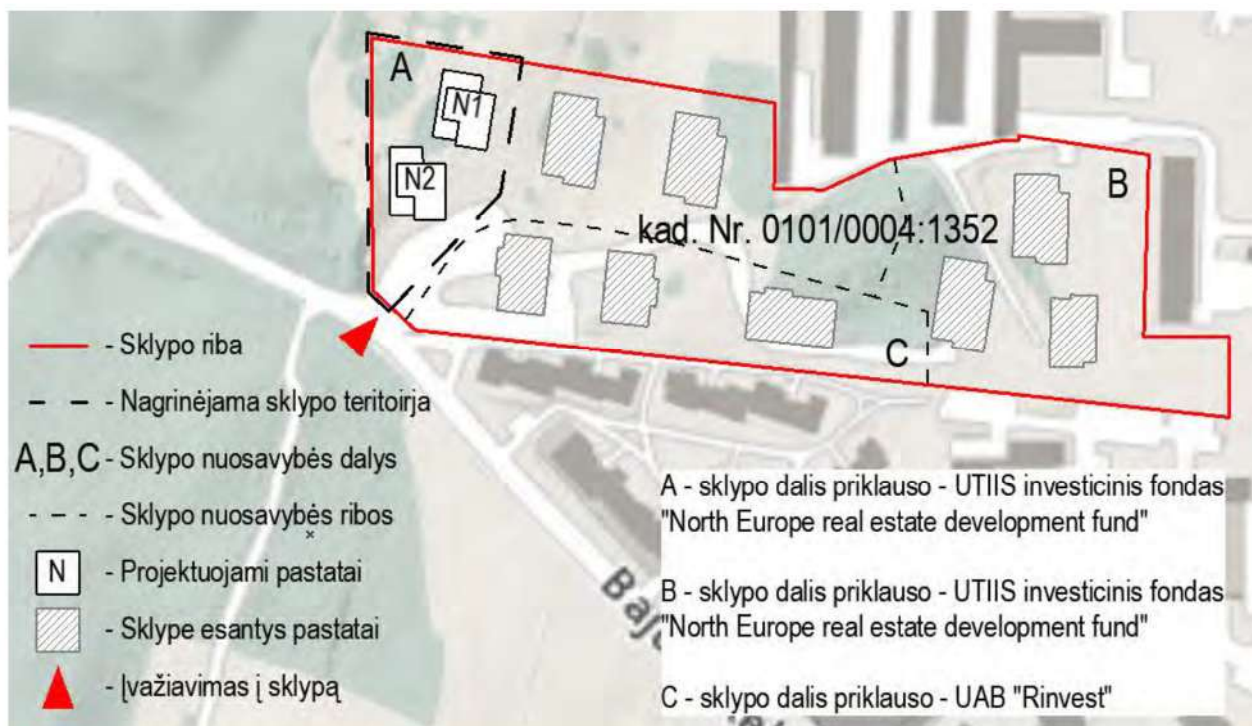 A
N1
N2
B
kad. Nr. 0101/0004:1352
C
- Sklypo riba
- Nagrinėjama sklypo teritoirja
A,B,C - Sklypo nuosavybės dalys
- Sklypo nuosavybės ribos
N - Projektuojami pastatai
- Sklype esantys pastatai
- Įvažiavimas į sklypą
A - sklypo dalis priklauso - UTIIS investicinis fondas
"North Europe real estate development fund"
B - sklypo dalis priklauso - UTIIS investicinis fondas
"North Europe real estate development fund"
C - sklypo dalis priklauso - UAB "Rinvest"